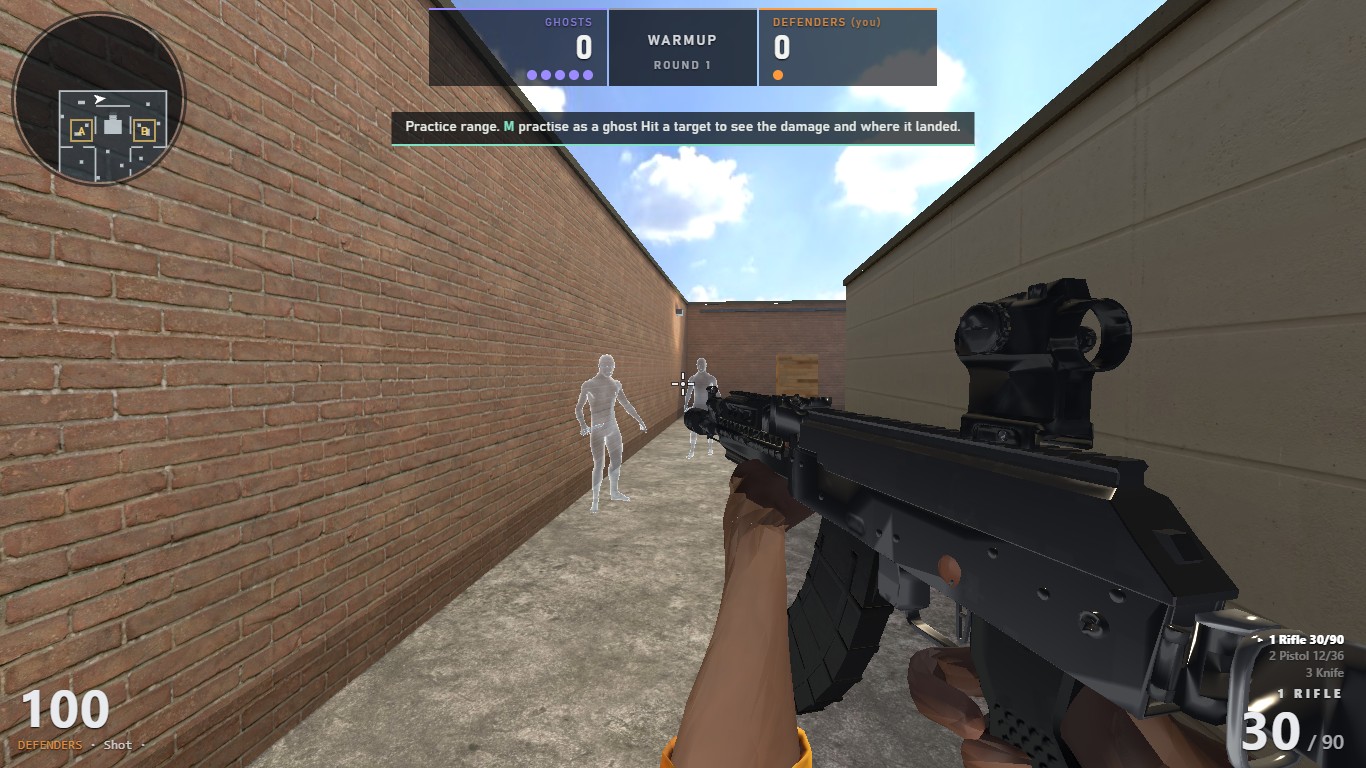 GHOSTS
0
WARMUP
ROUND 1
DEFENDERS (you)
0
Practice range. M practise as a ghost Hit a target to see the damage and where it landed.
A
B
1 Rifle 30/90
2 Pistol 12/36
3 Knife
1 RIFLE
30 / 90
100
DEFENDERS · Shot ·